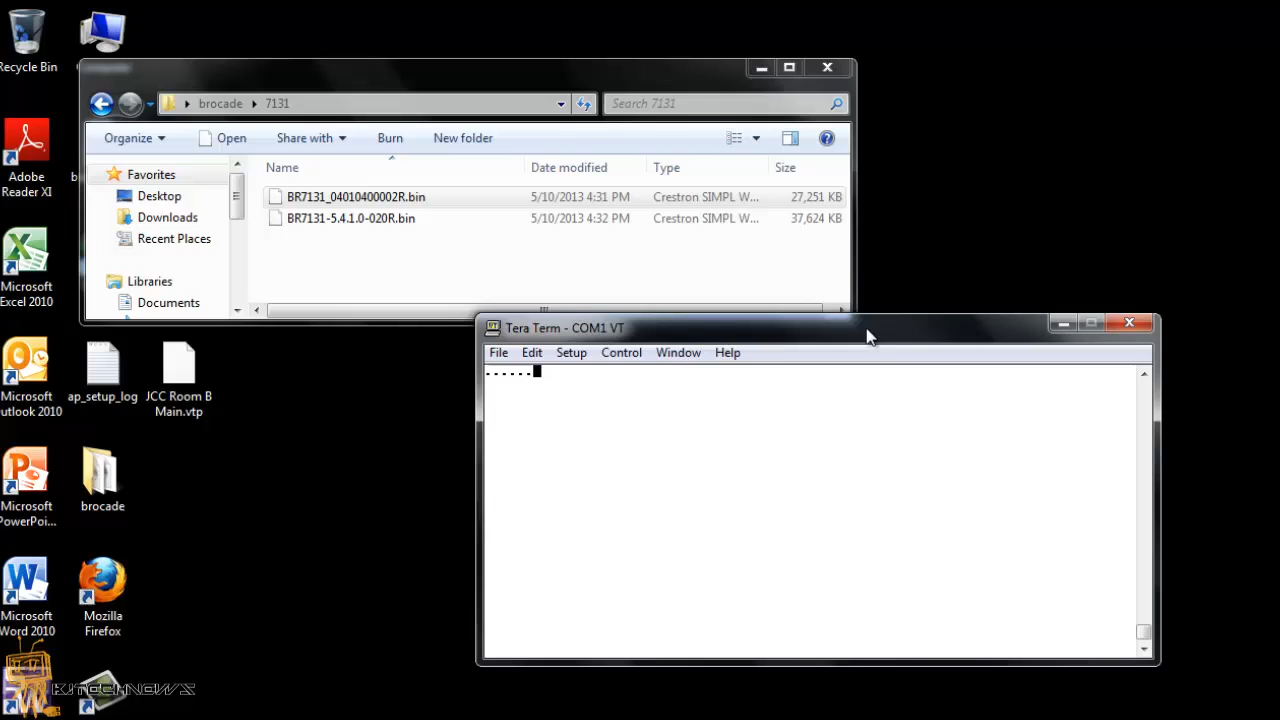 Recycle Bin
Adobe
Reader XI
b
Microsoft
Excel 2010
Microsoft
utlook 2010
ap_setup_log
JCC Room B
Main.vtp
Microsoft
PowerPoi...
brocade
Microsoft
Word 2010
Mozilla
Firefox
brocade
7131
Search 7131
Organize
Open
Share with
Burn
New folder
Favorites
Desktop
Downloads
Recent Places
Libraries
Documents
Name
Date modified
Type
Size
BR7131_04010400002R.bin
5/10/2013 4:31 PM
Crestron SIMPL W...
27,251 KB
BR7131-5.4.1.0-020R.bin
5/10/2013 4:32 PM
Crestron SIMPL W...
37,624 KB
Tera Term - COM1 VT
File
Edit
Setup
Control
Window
Help
......